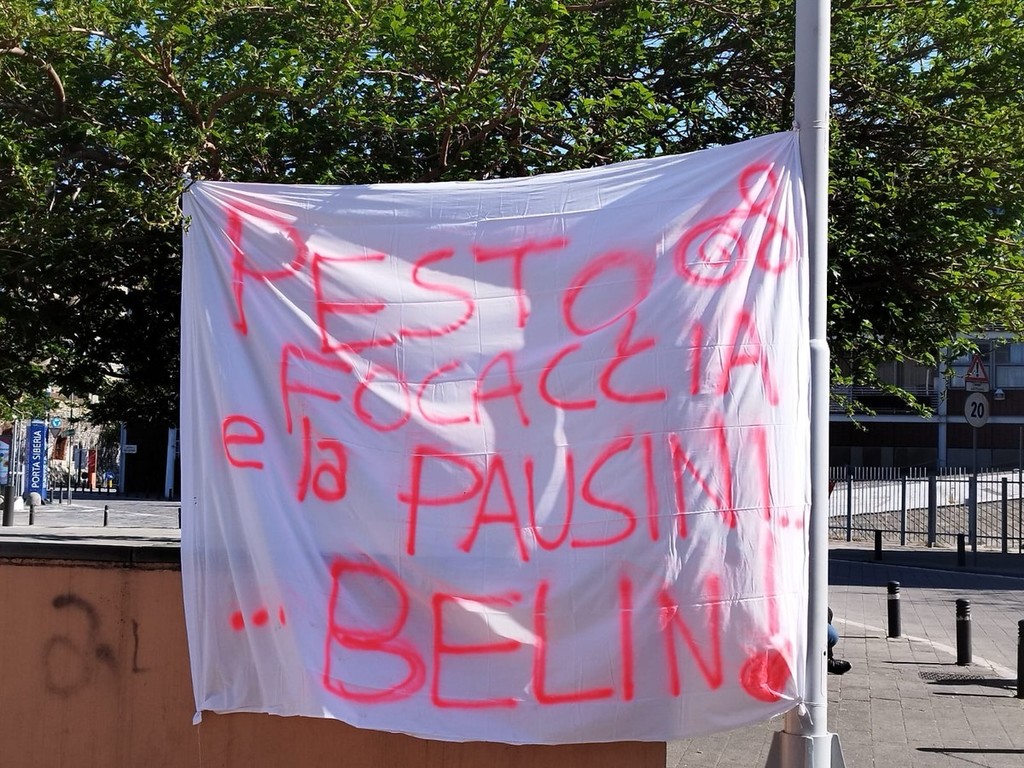 PESTO
FOCACCIA
e la PAUSINI...
... BELIN!
PORTA SIBERIA
20